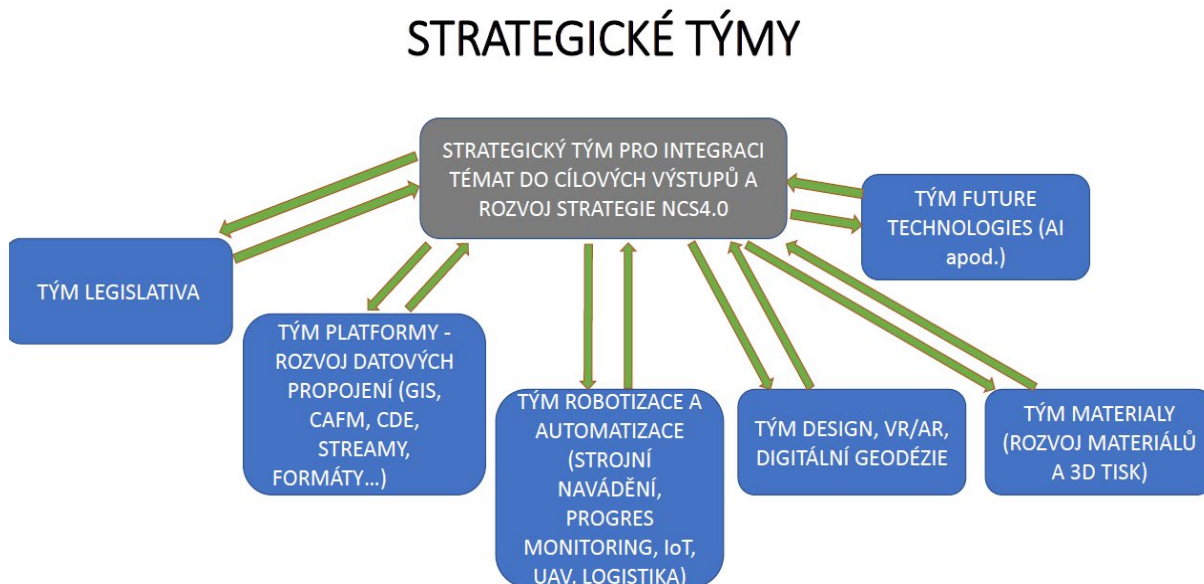 STRATEGICKÉ TÝMY
STRATEGICKÝ TÝM PRO INTEGRACI
TÉMAT DO CÍLOVÝCH VÝSTUPŮ A
ROZVOJ STRATEGIE NCS4.0
TÝM FUTURE
TECHNOLOGIES (AI
apod.)
TÝM LEGISLATIVA
TÝM PLATFORMY -
ROZVOJ DATOVÝCH
PROPOJENÍ (GIS,
CAFM, CDE,
STREAMY,
FORMÁTY...)
TÝM ROBOTIZACE A
AUTOMATIZACE
(STROJNÍ
NAVÁDĚNÍ,
PROGRES
MONITORING, IoT,
UAV, LOGISTIKA)
TÝM DESIGN, VR/AR,
DIGITÁLNÍ GEODÉZIE
TÝM MATERIALY
(ROZVOJ MATERIÁLŮ
A 3D TISK)